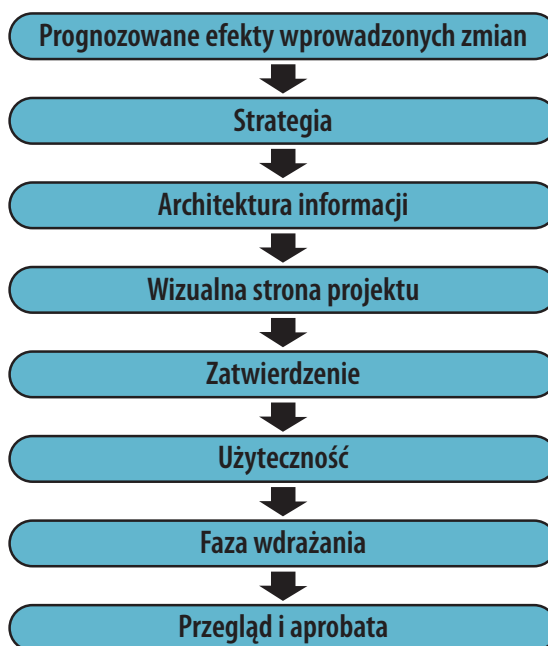 Prognozowane efekty wprowadzonych zmian
Strategia
Architektura informacji
Wizualna strona projektu
Zatwierdzenie
Użyteczność
Faza wdrażania
Przegląd i aprobata